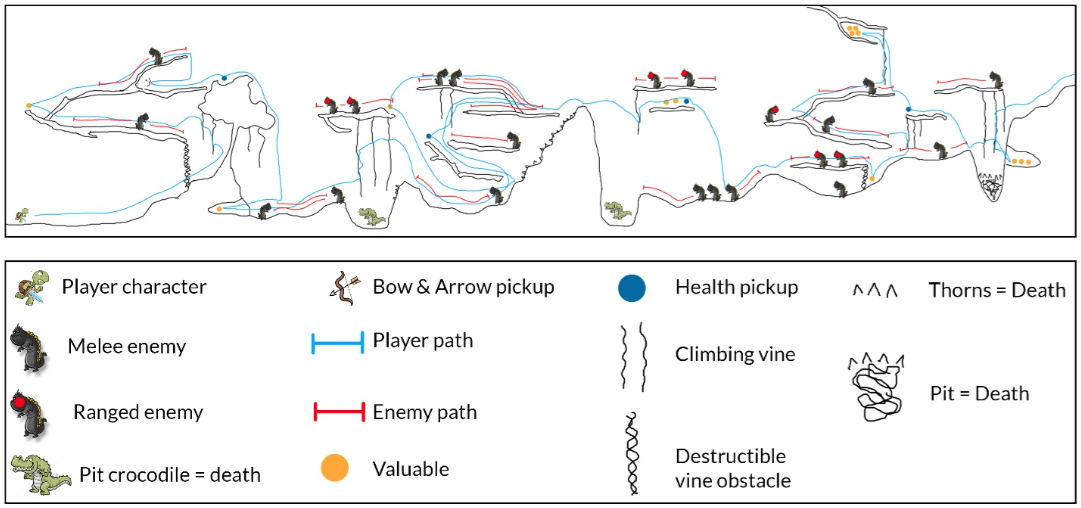 Player character
Bow & Arrow pickup
Health pickup
Thorns = Death
Melee enemy
Player path
Climbing vine
Ranged enemy
Enemy path
Pit = Death
Pit crocodile = death
Valuable
Destructible
vine obstacle